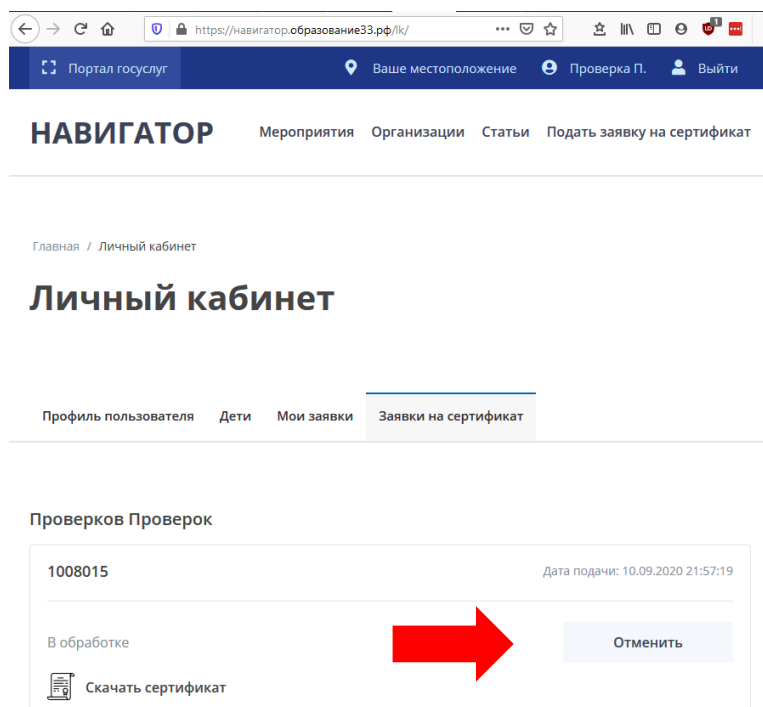 https://навигатор.образование33.рф/lk/
1
Портал госуслуг Ваше местоположение Проверка П. Выйти
НАВИГАТОР Мероприятия Организации Статьи Подать заявку на сертификат
Главная / Личный кабинет
Личный кабинет
Профиль пользователя Дети Мои заявки Заявки на сертификат
Проверков Проверок
1008015 Дата подачи: 10.09.2020 21:57:19
В обработке Отменить
Скачать сертификат